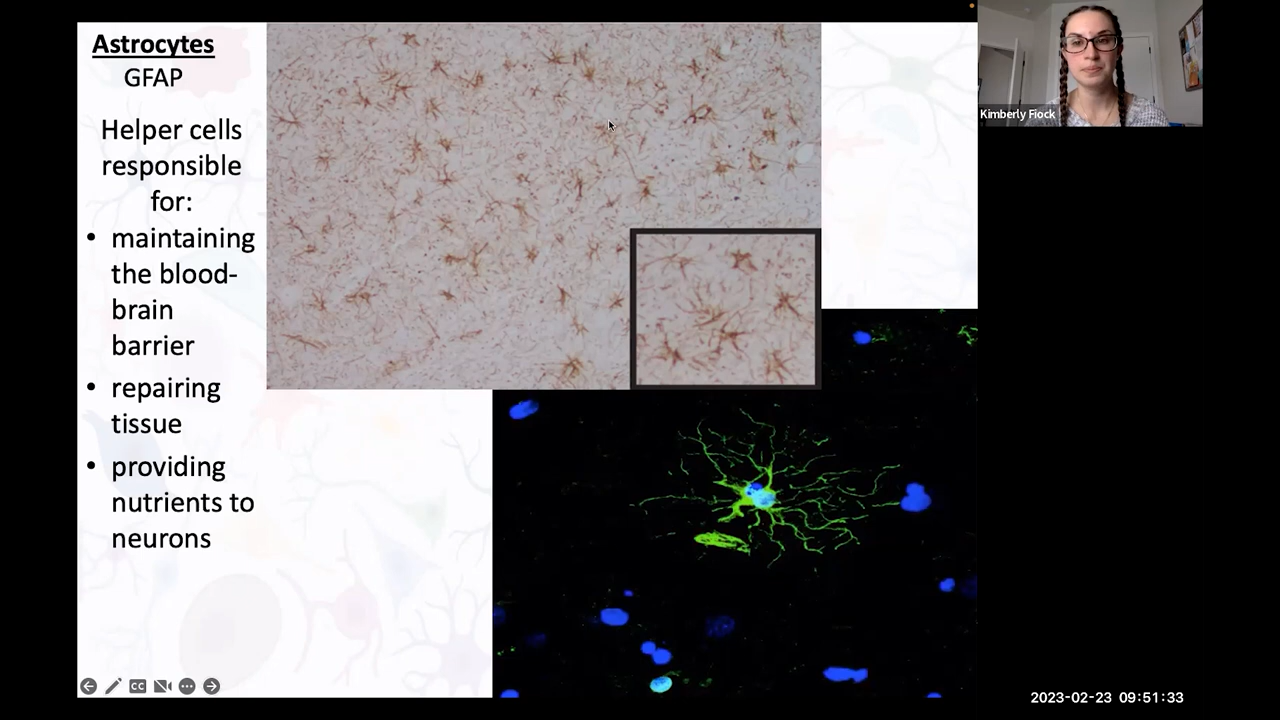 Astrocytes
GFAP
Helper cells
responsible
for:
• maintaining
the blood-
brain
barrier
• repairing
tissue
• providing
nutrients to
neurons
CC
Kimberly Fiock
2023-02-23 09:51:33